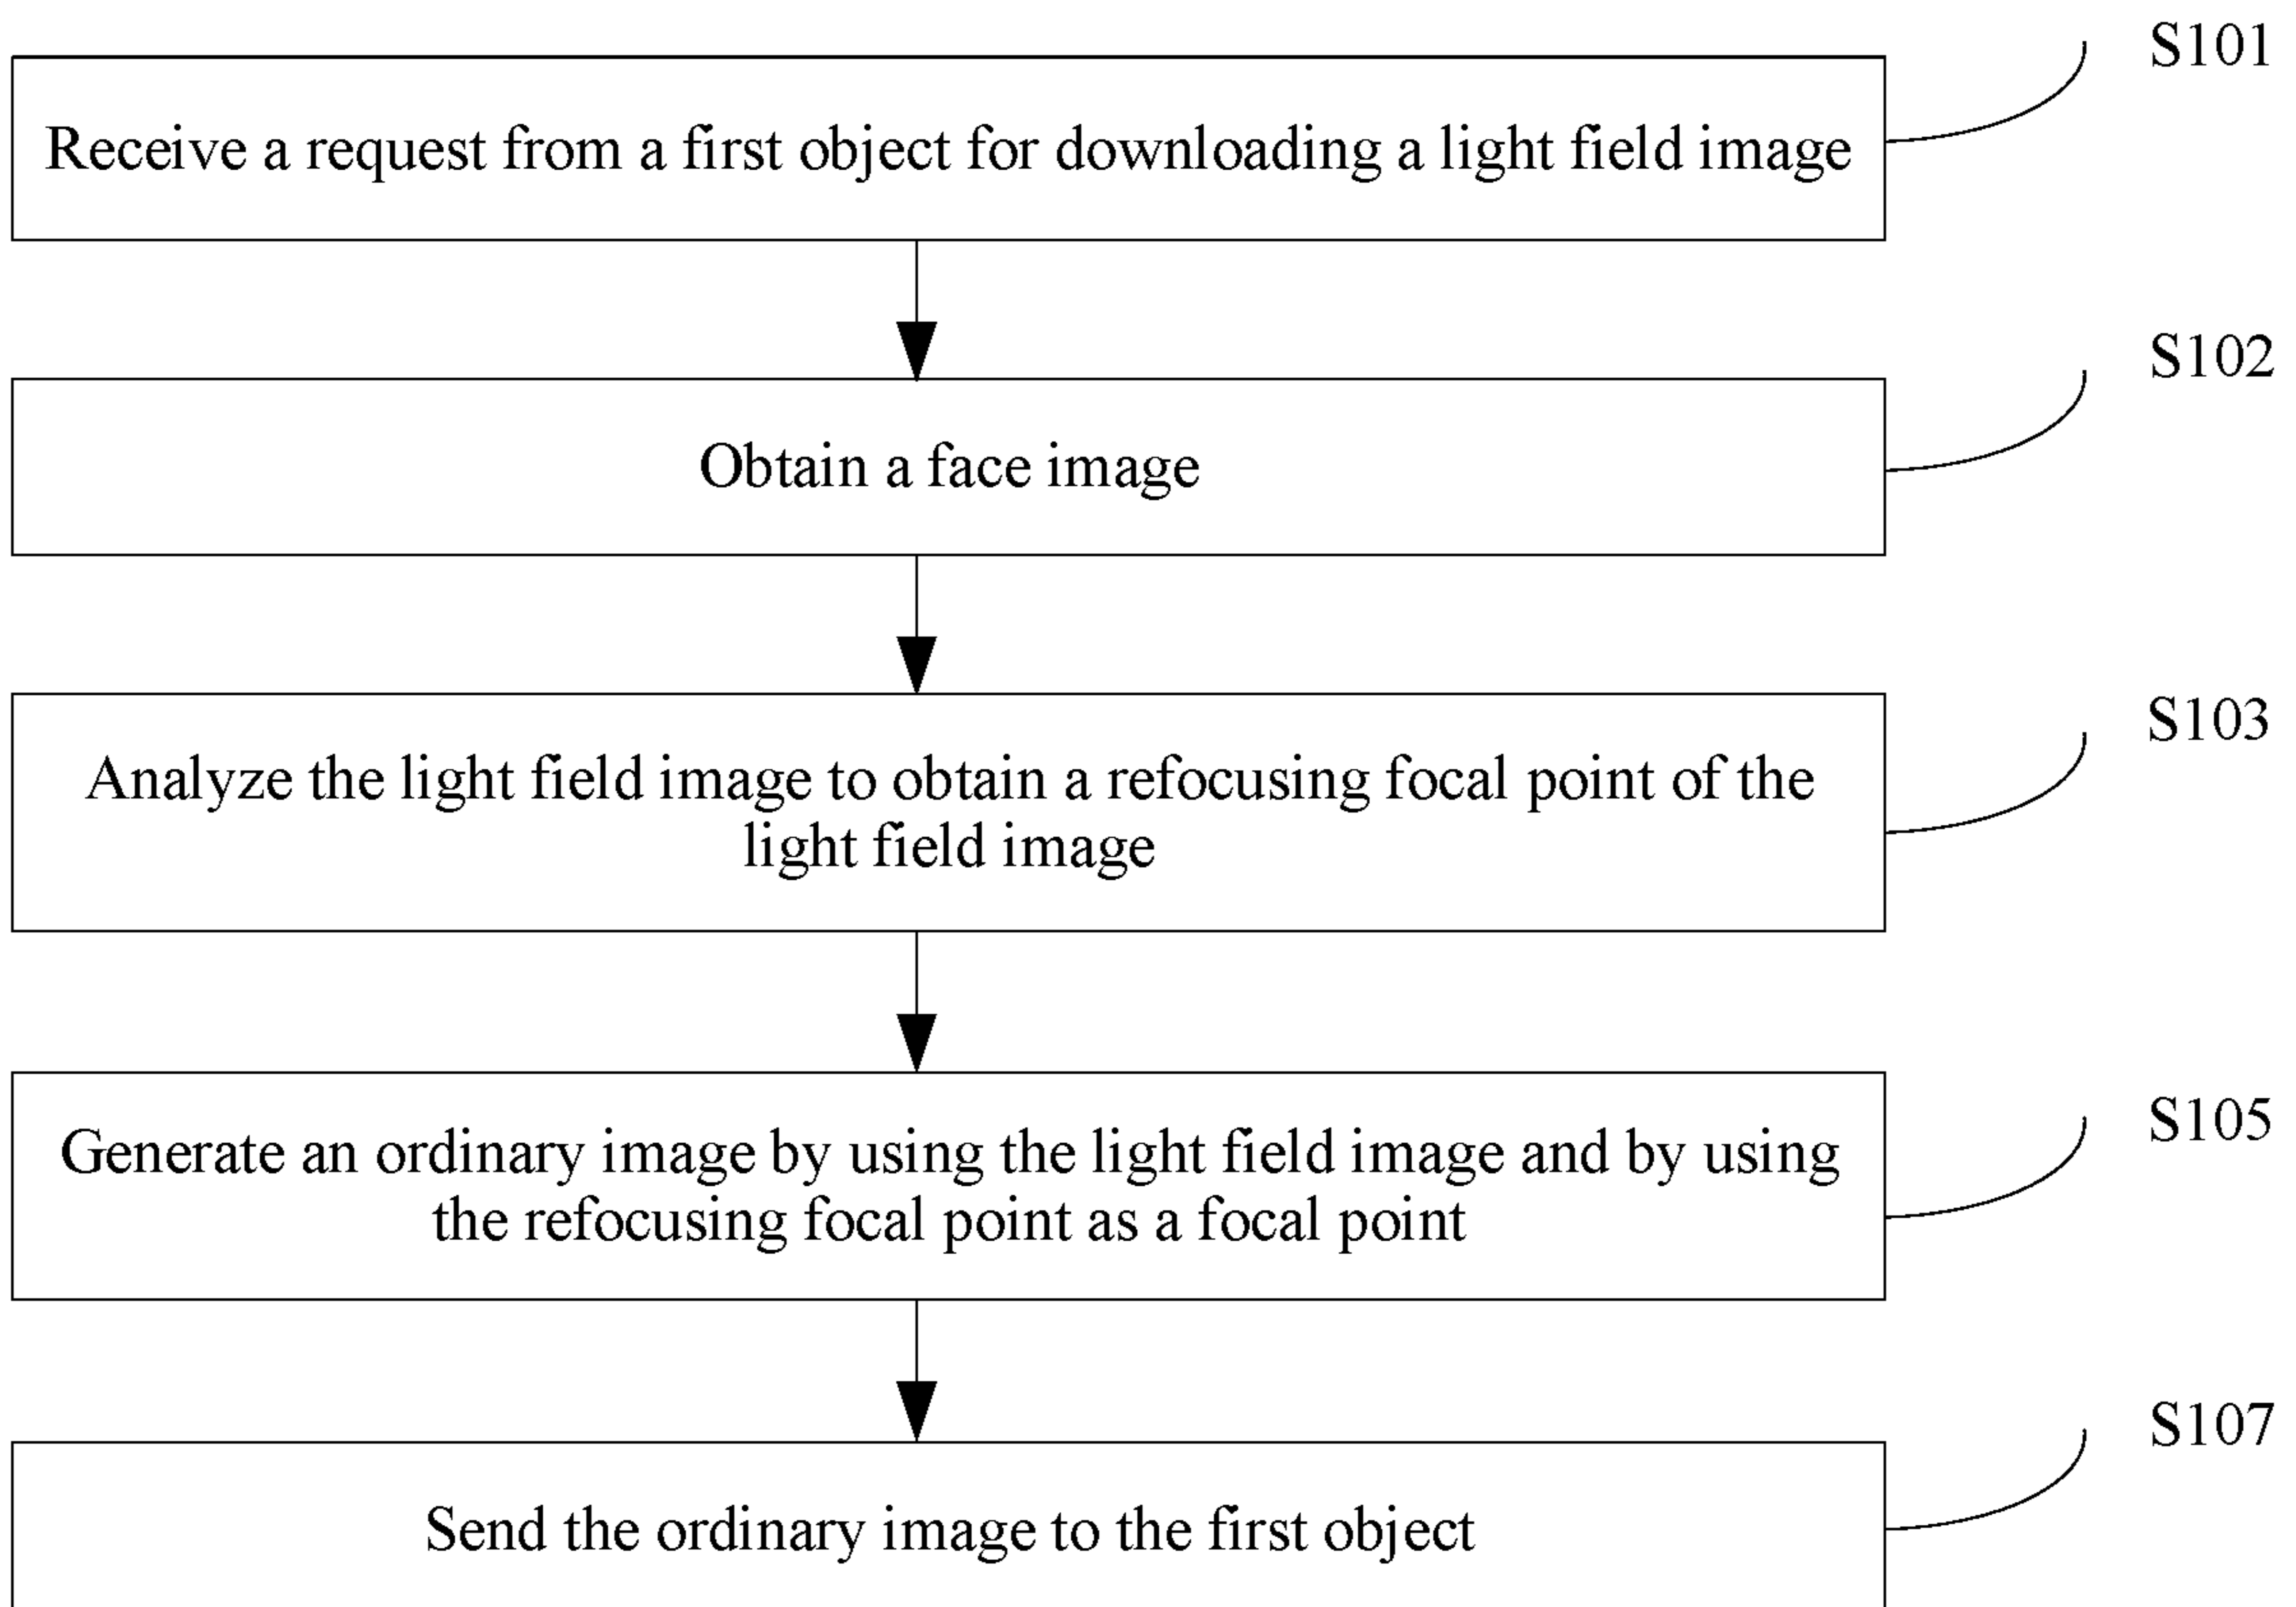 S101
Receive a request from a first object for downloading a light field image
S102
Obtain a face image
S103
Analyze the light field image to obtain a refocusing focal point of the
light field image
S105
Generate an ordinary image by using the light field image and by using
the refocusing focal point as a focal point
S107
Send the ordinary image to the first object